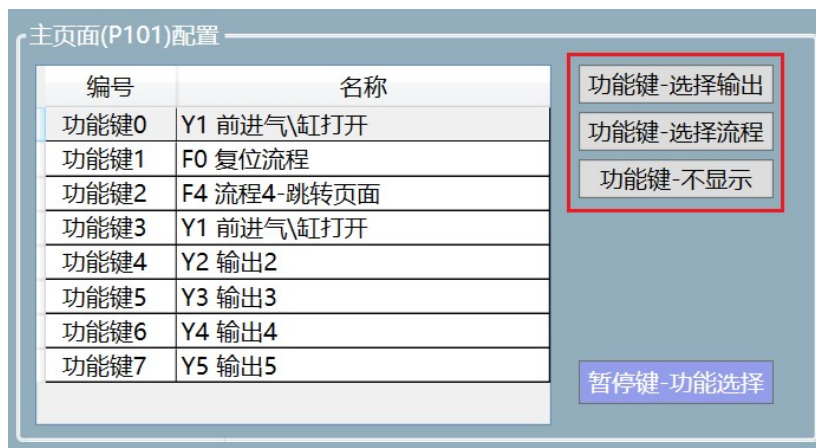 主页面(P101)配置
编号 名称
功能键0 Y1 前进气\缸打开
功能键1 F0 复位流程
功能键2 F4 流程4-跳转页面
功能键3 Y1 前进气\缸打开
功能键4 Y2 输出2
功能键5 Y3 输出3
功能键6 Y4 输出4
功能键7 Y5 输出5
功能键-选择输出
功能键-选择流程
功能键-不显示
暂停键-功能选择